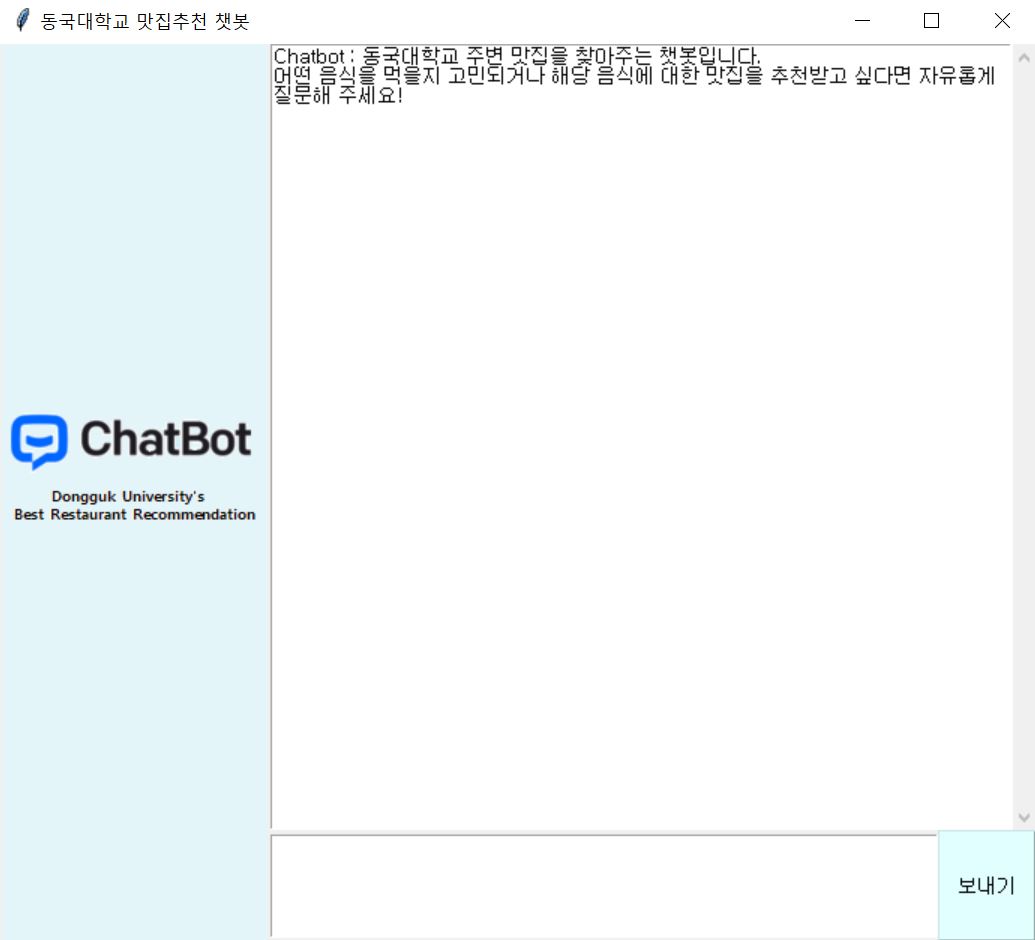 동국대학교 맛집추천 챗봇
Chatbot : 동국대학교 주변 맛집을 찾아주는 챗봇입니다.
어떤 음식을 먹을지 고민되거나 해당 음식에 대한 맛집을 추천받고 싶다면 자유롭게
질문해 주세요!
ChatBot
Dongguk University's
Best Restaurant Recommendation
보내기